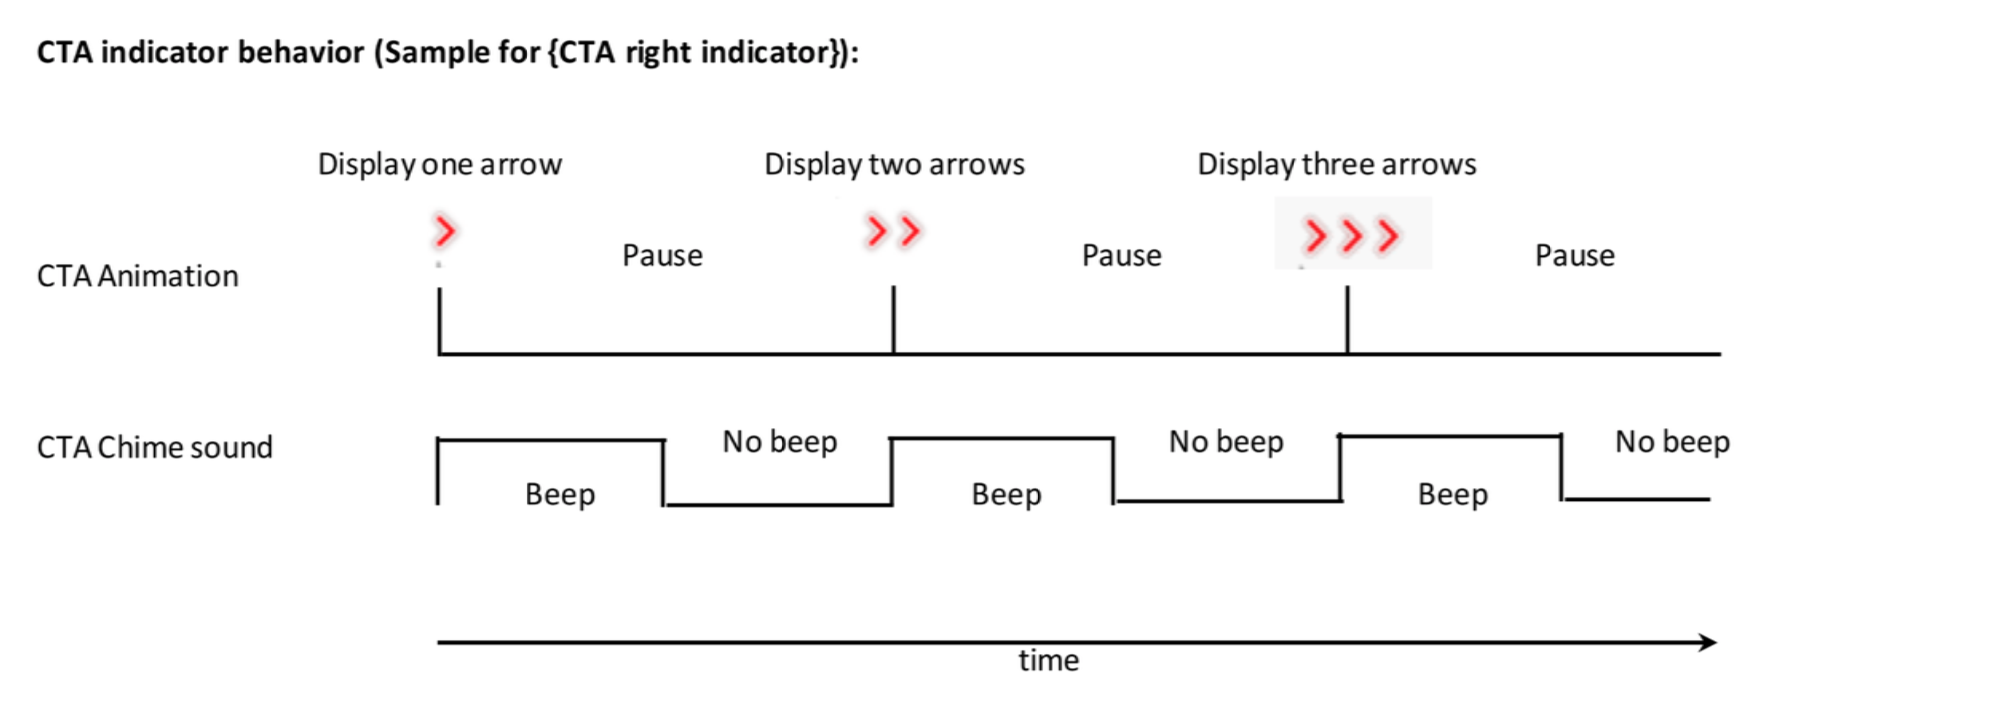 CTA indicator behavior (Sample for {CTA right indicator}):
Display one arrow
Display two arrows
Display three arrows
Pause
Pause
Pause
CTA Animation
CTA Chime sound
No beep
No beep
No beep
Beep
Beep
Beep
time